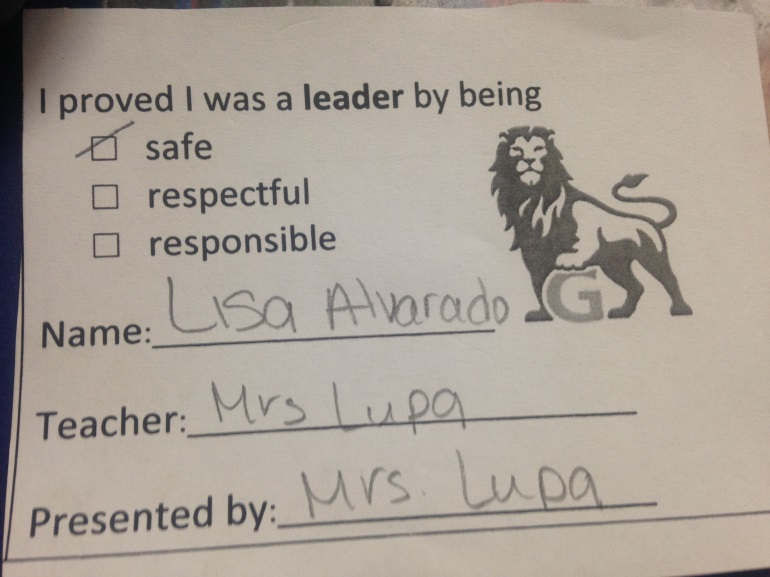 I proved I was a leader by being
safe
respectful
responsible
G
Name: Lisa Alvarado
Teacher: Mrs Lupa
Presented by: Mrs. Lupa